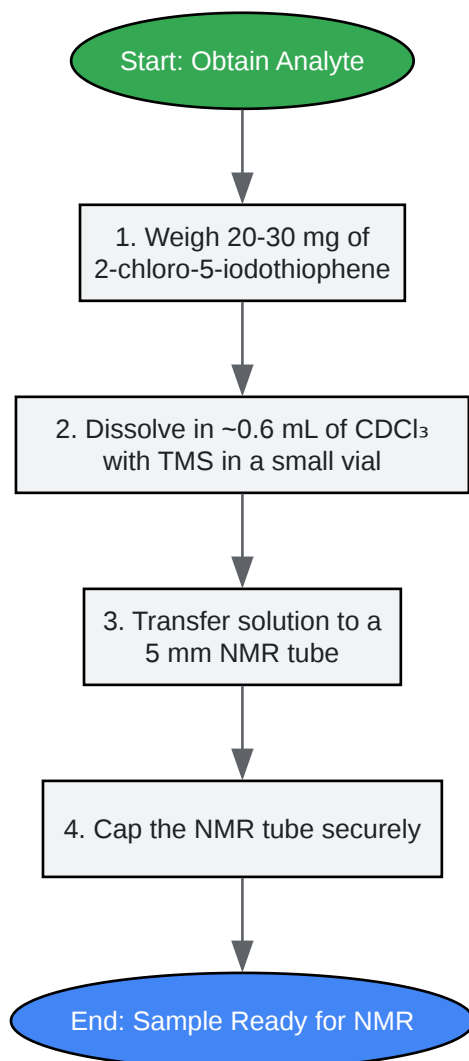 Start: Obtain Analyte
1. Weigh 20-30 mg of
2-chloro-5-iodothiophene
2. Dissolve in ~0.6 mL of CDCl₃
with TMS in a small vial
3. Transfer solution to a
5 mm NMR tube
4. Cap the NMR tube securely
End: Sample Ready for NMR